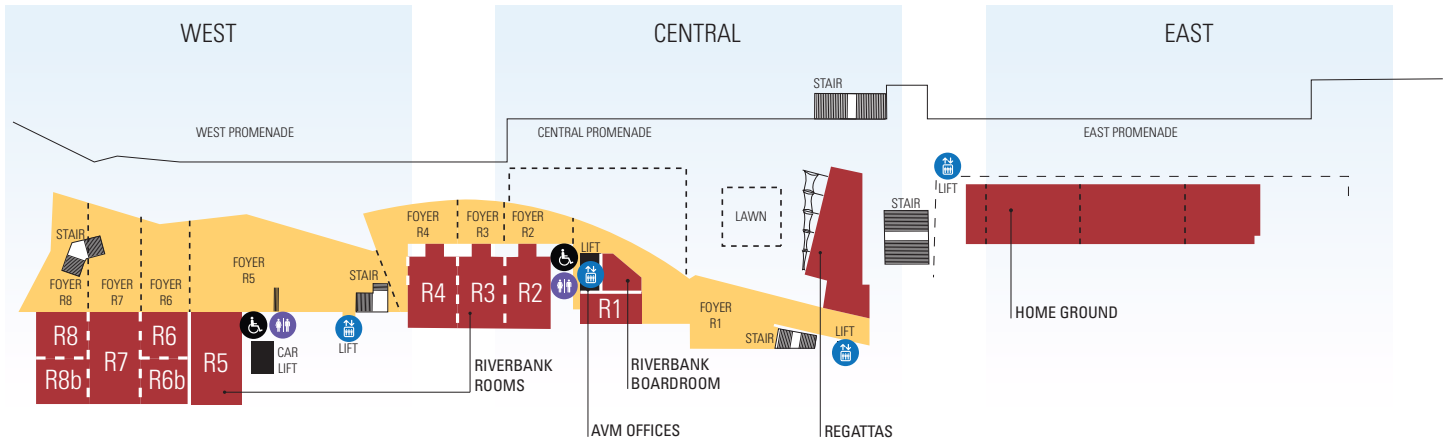 WEST
CENTRAL
EAST
STAIR
WEST PROMENADE
CENTRAL PROMENADE
EAST PROMENADE
LIFT
LAWN
STAIR
FOYER
R4
FOYER
R3
FOYER
R2
STAIR
LIFT
FOYER
R5
STAIR
FOYER
R8
FOYER
R7
FOYER
R6
R4
R3
R2
R1
FOYER
R1
HOME GROUND
R8
R7
R6
R5
CAR
LIFT
LIFT
STAIR
LIFT
R8b
R6b
RIVERBANK
ROOMS
RIVERBANK
BOARDROOM
AVM OFFICES
REGATTAS